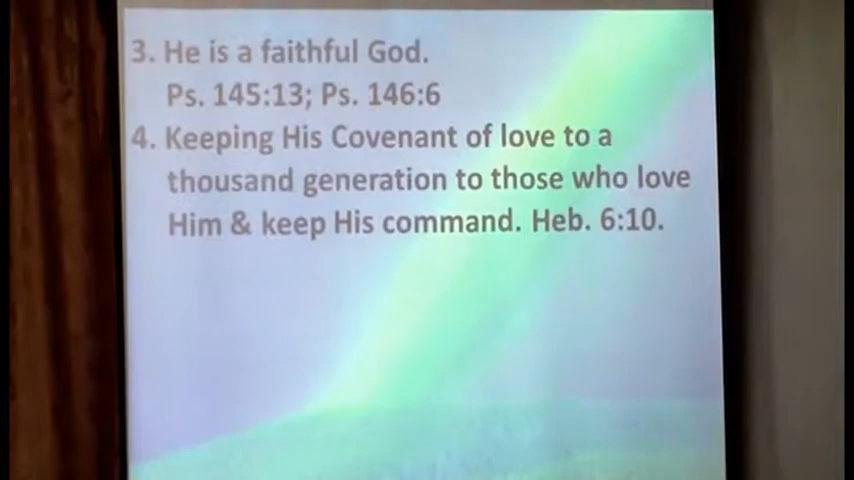 3. He is a faithful God.
Ps. 145:13; Ps. 146:6
4. Keeping His Covenant of love to a
thousand generation to those who love
Him & keep His command. Heb. 6:10.